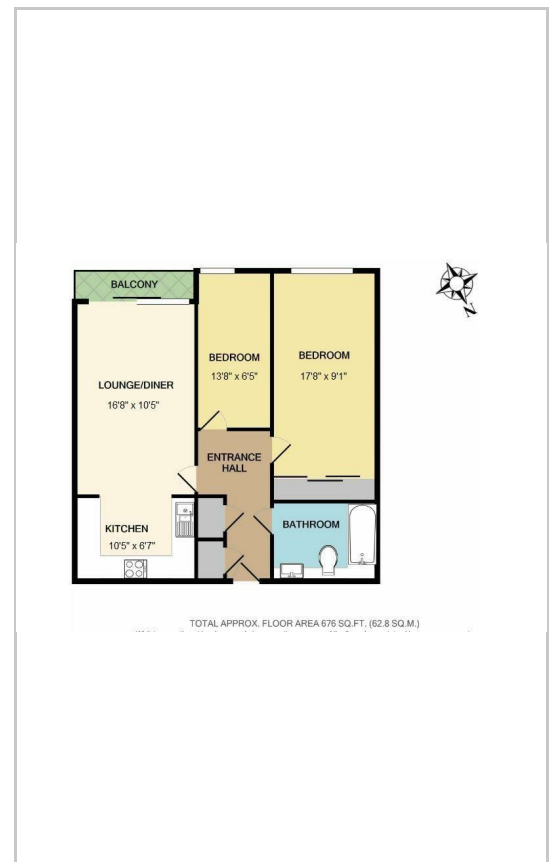 BALCONY
LOUNGE/DINER
16'8" x 10'5"
BEDROOM
13'8" x 6'5"
BEDROOM
17'8" x 9'1"
ENTRANCE
HALL
KITCHEN
10'5" x 6'7"
BATHROOM
N
TOTAL APPROX. FLOOR AREA 676 SQ.FT. (62.8 SQ.M.)